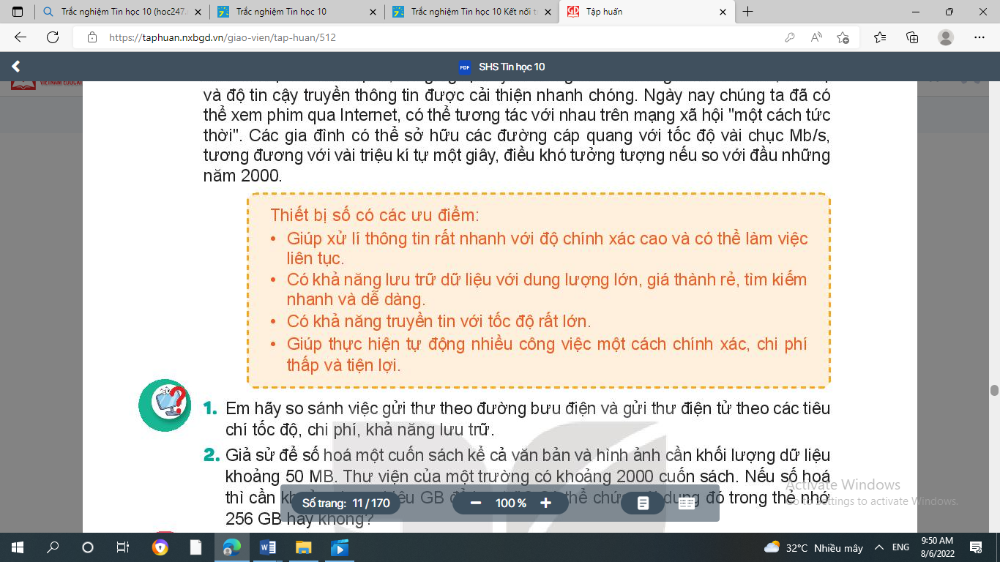 Trắc nghiệm Tin học 10 (hoc247.
Trắc nghiệm Tin học 10
Trắc nghiệm Tin học 10 Kết nối t
Tập huấn
https://taphuan.nxbgd.vn/giao-vien/tap-huan/512
PDF SHS Tin học 10
và độ tin cậy truyền thông tin được cải thiện nhanh chóng. Ngày nay chúng ta đã có
thể xem phim qua Internet, có thể tương tác với nhau trên mạng xã hội "một cách tức
thời". Các gia đình có thể sở hữu các đường cáp quang với tốc độ vài chục Mb/s,
tương đương với vài triệu kí tự một giây, điều khó tưởng tượng nếu so với đầu những
năm 2000.
Thiết bị số có các ưu điểm:
• Giúp xử lí thông tin rất nhanh với độ chính xác cao và có thể làm việc
liên tục.
• Có khả năng lưu trữ dữ liệu với dung lượng lớn, giá thành rẻ, tìm kiếm
nhanh và dễ dàng.
• Có khả năng truyền tin với tốc độ rất lớn.
• Giúp thực hiện tự động nhiều công việc một cách chính xác, chi phí
thấp và tiện lợi.
1. Em hãy so sánh việc gửi thư theo đường bưu điện và gửi thư điện tử theo các tiêu
chí tốc độ, chi phí, khả năng lưu trữ.
2. Giả sử để số hoá một cuốn sách kể cả văn bản và hình ảnh cần khối lượng dữ liệu
khoảng 50 MB. Thư viện của một trường có khoảng 2000 cuốn sách. Nếu số hoá
thì cần GB thể dung đó trong thẻ nhớ
256 GB hay không?
Số trang: 11 / 170
100 %
Activate Windows
Go to Settings to activate Windows.
32°C Nhiều mây
ENG
9:50 AM
8/6/2022